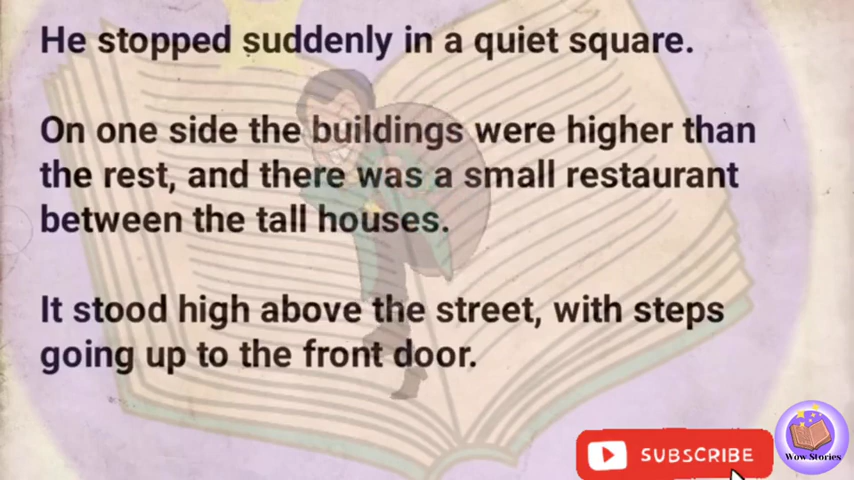 He stopped suddenly in a quiet square.
On one side the buildings were higher than
the rest, and there was a small restaurant
between the tall houses.
It stood high above the street, with steps
going up to the front door.
SUBSCRIBE
Wow Stories